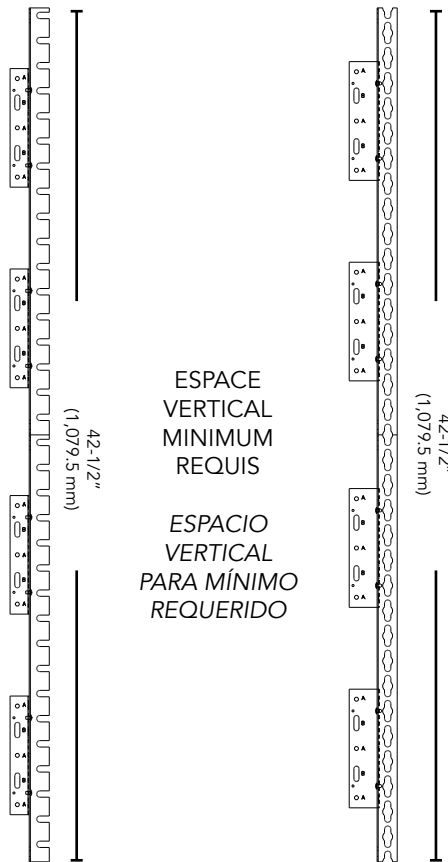 A
B
A
B
A
A
B
A
B
A
A
B
A
B
A
A
B
A
B
A
42-1/2"
(1,079.5 mm)
ESPACE
VERTICAL
MINIMUM
REQUIS
ESPACIO
VERTICAL
PARA MÍNIMO
REQUERIDO
A
B
A
B
A
A
B
A
B
A
A
B
A
B
A
A
B
A
B
A
42-1/2"
(1,079.5 mm)